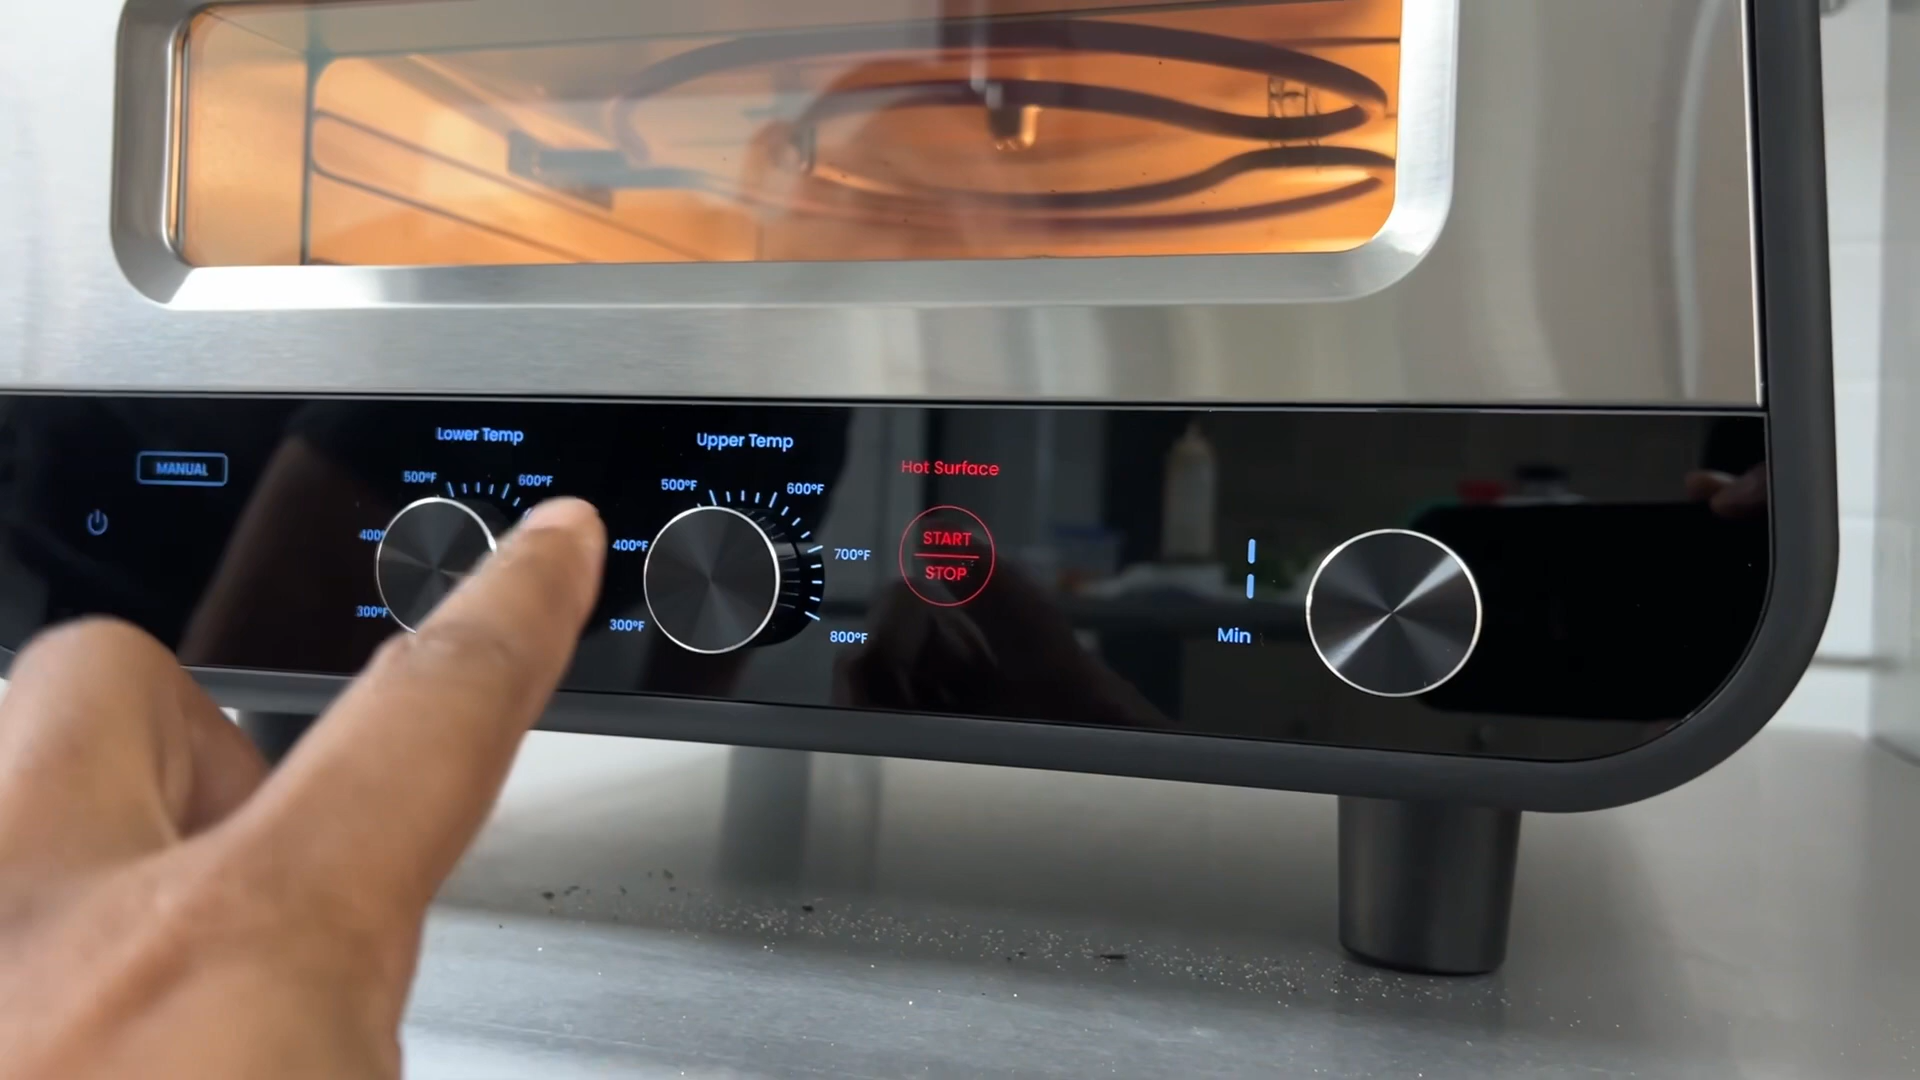 MANUAL
Lower Temp
500°F
600°F
400°
300°F
Upper Temp
500°F
600°F
400°F
700°F
300°F
800°F
Hot Surface
START
STOP
Min